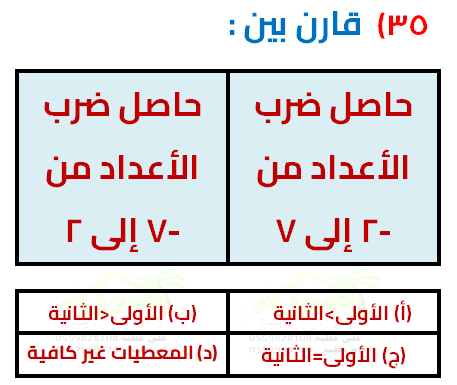 ٣٥) قارن بين :
حاصل ضرب
الأعداد من
-٢ إلى ٧
حاصل ضرب
الأعداد من
-٧ إلى ٢
(أ) الأولى>الثانية
(ب) الأولى<الثانية
(ج) الأولى=الثانية
(د) المعطيات غير كافية